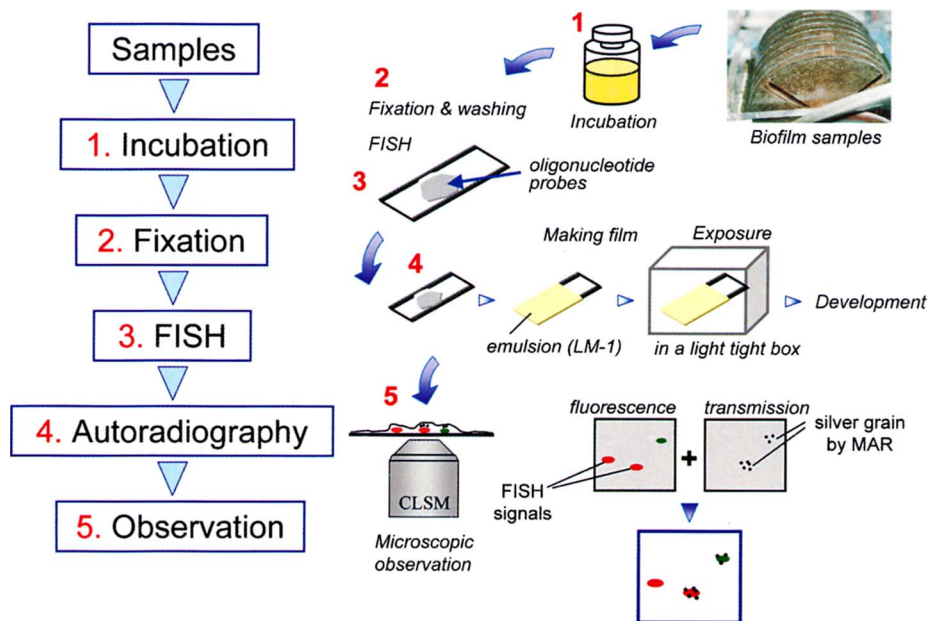 Samples
1. Incubation
2. Fixation
3. FISH
4. Autoradiography
5. Observation
1
Incubation
Biofilm samples
2
Fixation & washing
FISH
3
oligonucleotide
probes
4
Making film
Exposure
Development
emulsion (LM-1)
in a light tight box
5
CLSM
Microscopic
observation
fluorescence
transmission
silver grain
by MAR
+
FISH
signals